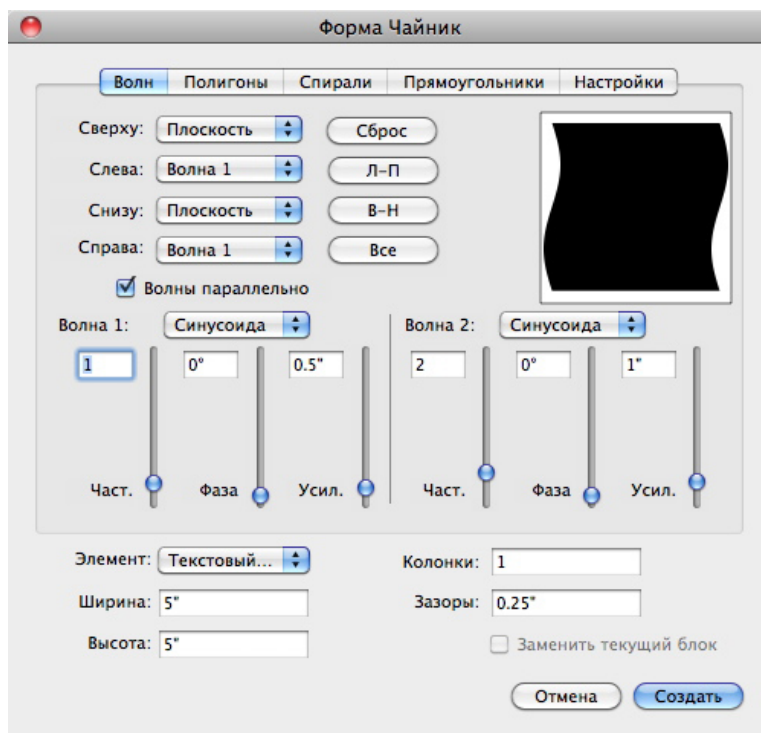 Форма Чайник
Волн Полигоны Спирали Прямоугольники Настройки
Сверху: Плоскость Сброс
Слева: Волна 1 Л-П
Снизу: Плоскость В-Н
Справа: Волна 1 Все
Волны параллельно
Волна 1: Синусоида Волна 2: Синусоида
1 0° 0.5" 2 0° 1"
Част. Фаза Усил. Част. Фаза Усил.
Элемент: Текстовый... Колонки: 1
Ширина: 5" Зазоры: 0.25"
Высота: 5" Заменить текущий блок
Отмена Создать